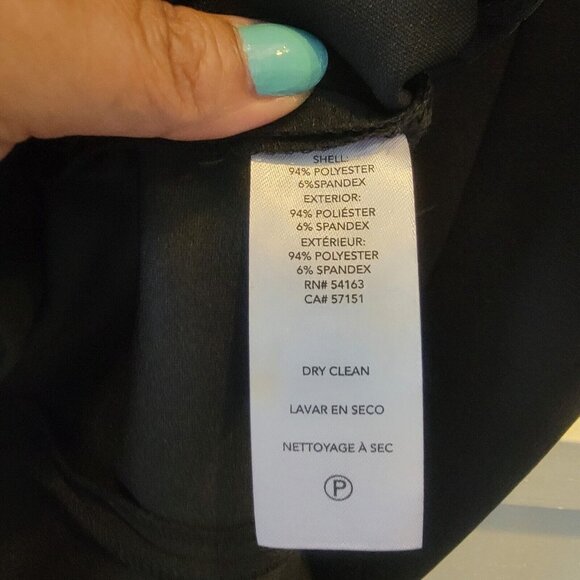 SHELL:
94% POLYESTER
6%SPANDEX
EXTERIOR:
94% POLIÉSTER
6% SPANDEX
EXTÉRIEUR:
94% POLYESTER
6% SPANDEX
RN# 54163
CA# 57151
DRY CLEAN
LAVAR EN SECO
NETTOYAGE À SEC
P